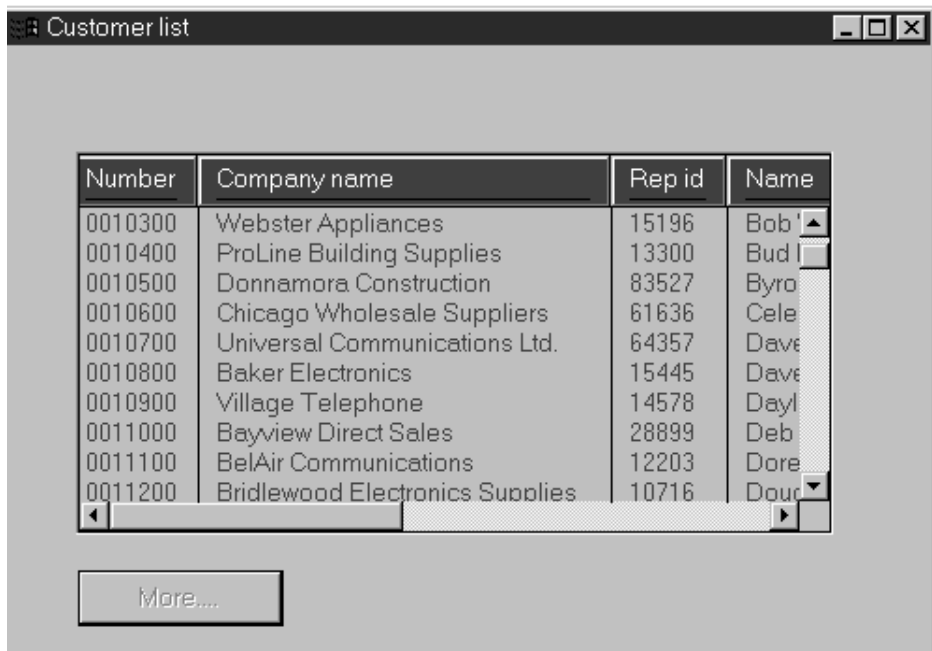 Customer list
Number Company name Rep id Name
0010300 Webster Appliances 15196 Bob
0010400 ProLine Building Supplies 13300 Bud
0010500 Donnamora Construction 83527 Byro
0010600 Chicago Wholesale Suppliers 61636 Cele
0010700 Universal Communications Ltd. 64357 Dave
0010800 Baker Electronics 15445 Dave
0010900 Village Telephone 14578 Dayl
0011000 Bayview Direct Sales 28899 Deb
0011100 BelAir Communications 12203 Dore
0011200 Bridlewood Electronics Supplies 10716 Doug
More....